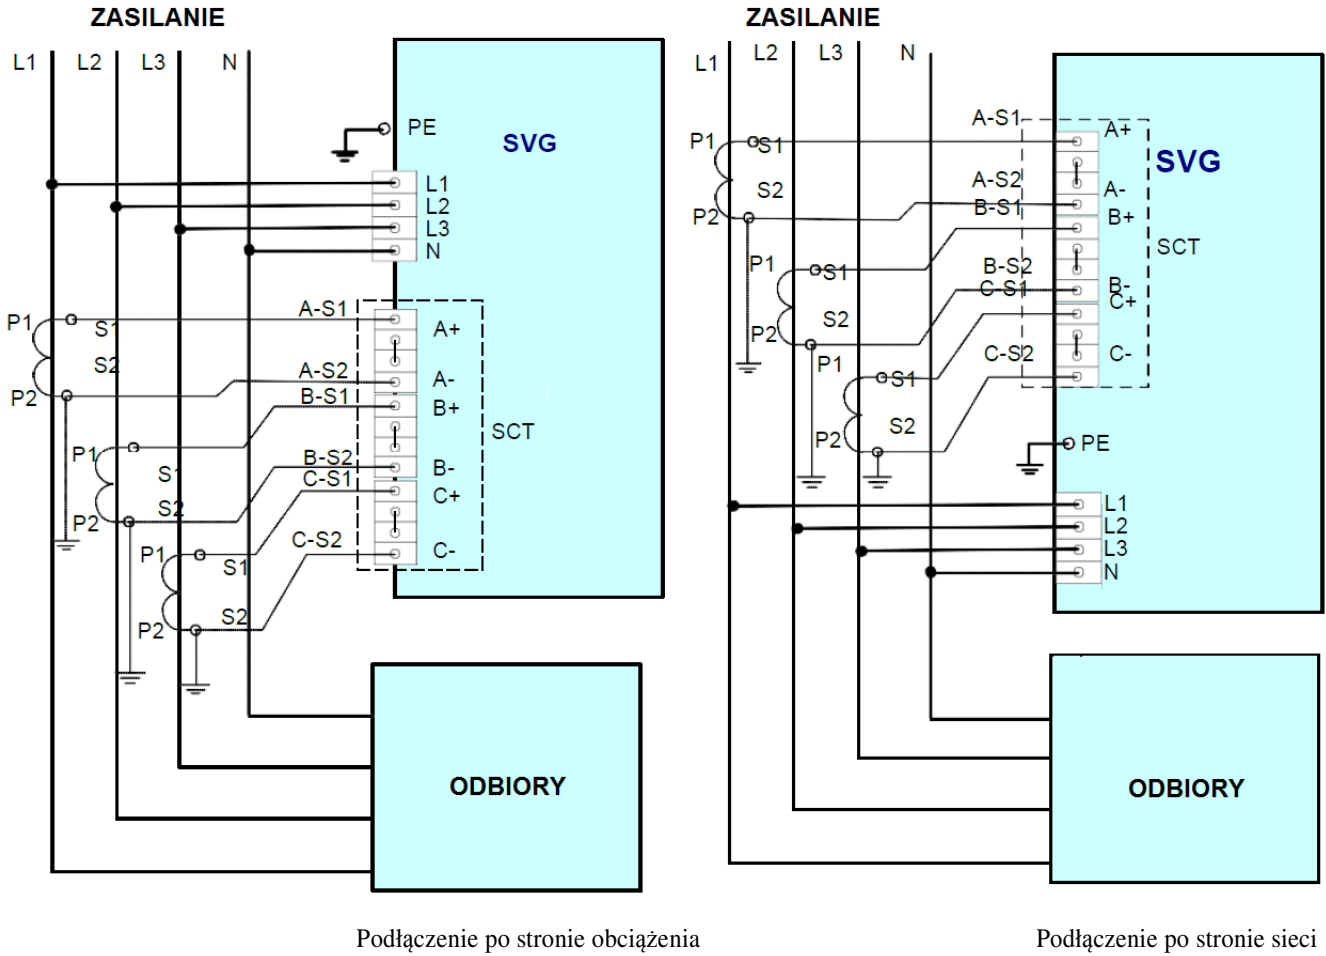 ZASILANIE
L1 L2 L3 N
PE
SVG
L1
L2
L3
N
A-S1
P1 S1
A+
S2
A-S2
A-
P2
B-S1
B+
SCT
P1
S1
B-S2
B-
C-S1
C+
S2
P2
C-S2
C-
P1
S1
S2
P2
ODBIORY
Podłączenie po stronie obciążenia
ZASILANIE
L1 L2 L3 N
A-S1
A+
P1 S1
SVG
A-S2
S2
A-
B-S1
P2
B+
SCT
P1 S1
B-S2
B-
C-S1
C+
S2
P2
C-S2
C-
P1
S1
S2
P2
PE
L1
L2
L3
N
ODBIORY
Podłączenie po stronie sieci